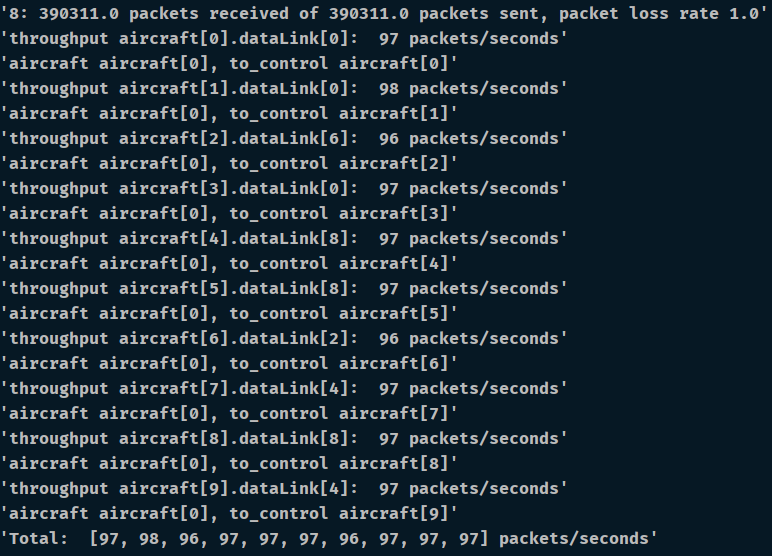 '8: 390311.0 packets received of 390311.0 packets sent, packet loss rate 1.0'
'throughput aircraft[0].dataLink[0]:  97 packets/seconds'
'aircraft aircraft[0], to_control aircraft[0]'
'throughput aircraft[1].dataLink[0]:  98 packets/seconds'
'aircraft aircraft[0], to_control aircraft[1]'
'throughput aircraft[2].dataLink[6]:  96 packets/seconds'
'aircraft aircraft[0], to_control aircraft[2]'
'throughput aircraft[3].dataLink[0]:  97 packets/seconds'
'aircraft aircraft[0], to_control aircraft[3]'
'throughput aircraft[4].dataLink[8]:  97 packets/seconds'
'aircraft aircraft[0], to_control aircraft[4]'
'throughput aircraft[5].dataLink[8]:  97 packets/seconds'
'aircraft aircraft[0], to_control aircraft[5]'
'throughput aircraft[6].dataLink[2]:  96 packets/seconds'
'aircraft aircraft[0], to_control aircraft[6]'
'throughput aircraft[7].dataLink[4]:  97 packets/seconds'
'aircraft aircraft[0], to_control aircraft[7]'
'throughput aircraft[8].dataLink[8]:  97 packets/seconds'
'aircraft aircraft[0], to_control aircraft[8]'
'throughput aircraft[9].dataLink[4]:  97 packets/seconds'
'aircraft aircraft[0], to_control aircraft[9]'
'Total:  [97, 98, 96, 97, 97, 97, 96, 97, 97, 97] packets/seconds'